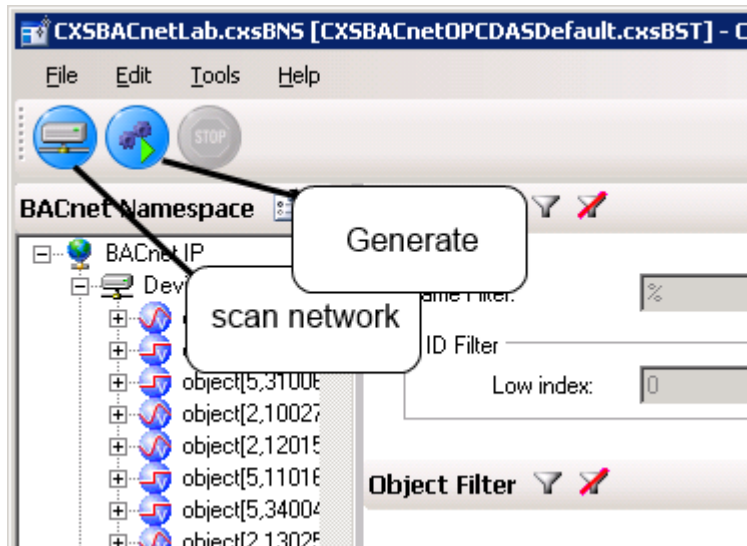 CXSBACnetLab.cxsBNS [CXSBACnetOPCDASDefault.cxsBST] - C
File Edit Tools Help
STOP
BACnet Namespace
Generate
BACnet IP
scan network
Name Filter: %
ID Filter
Low index: 0
object[5,31006
object[2,10027
object[2,12015
object[5,11016
object[5,34004
object[2,13025
Object Filter